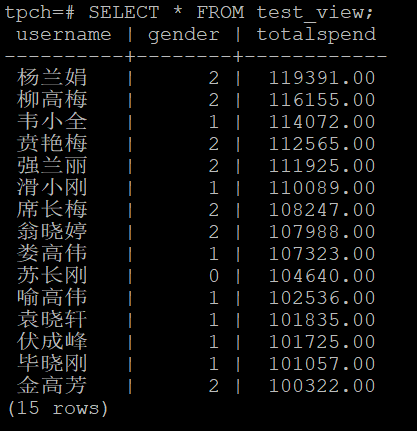 tpch=# SELECT * FROM test_view;
 username | gender | totalspend
----------+--------+------------
 杨兰娟   |      2 |  119391.00
 柳高梅   |      2 |  116155.00
 韦小全   |      1 |  114072.00
 贲艳梅   |      2 |  112565.00
 强兰丽   |      2 |  111925.00
 滑小刚   |      1 |  110089.00
 席长梅   |      2 |  108247.00
 翁晓婷   |      2 |  107988.00
 娄高伟   |      1 |  107323.00
 苏长刚   |      0 |  104640.00
 喻高伟   |      1 |  102536.00
 袁晓轩   |      1 |  101835.00
 伏成峰   |      1 |  101725.00
 毕晓刚   |      1 |  101057.00
 金高芳   |      2 |  100322.00
(15 rows)